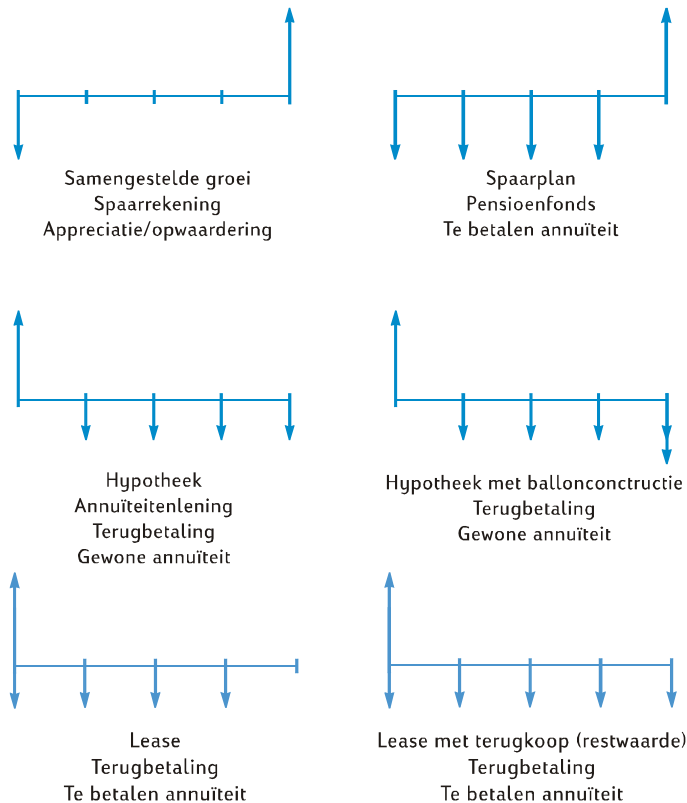 Samengestelde groei
Spaarrekening
Appreciatie/opwaardering
Spaarplan
Pensioenfonds
Te betalen annuïteit
Hypotheek
Annuïteitenlening
Terugbetaling
Gewone annuïteit
Hypotheek met ballonconctructie
Terugbetaling
Gewone annuïteit
Lease
Terugbetaling
Te betalen annuïteit
Lease met terugkoop (restwaarde)
Terugbetaling
Te betalen annuïteit